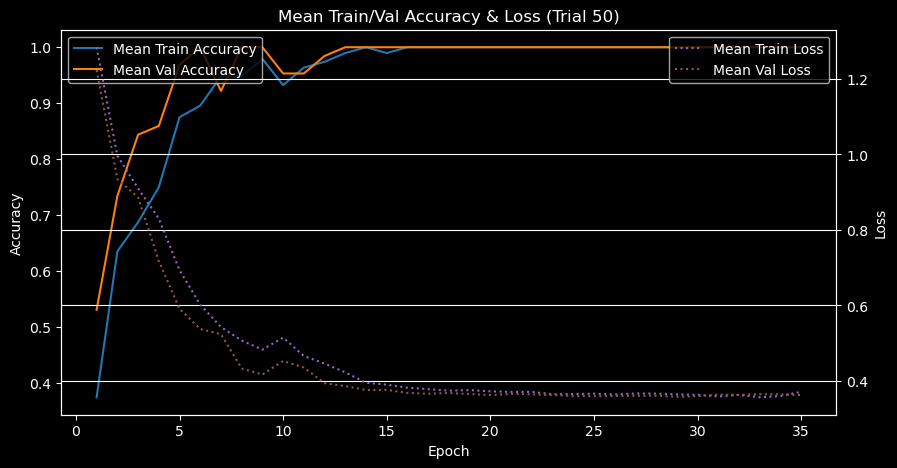 Mean Train/Val Accuracy & Loss (Trial 50)
Mean Train Accuracy
Mean Val Accuracy
Mean Train Loss
Mean Val Loss
1.0
0.9
0.8
0.7
0.6
0.5
0.4
Accuracy
1.2
1.0
0.8
0.6
0.4
Loss
0 5 10 15 20 25 30 35
Epoch